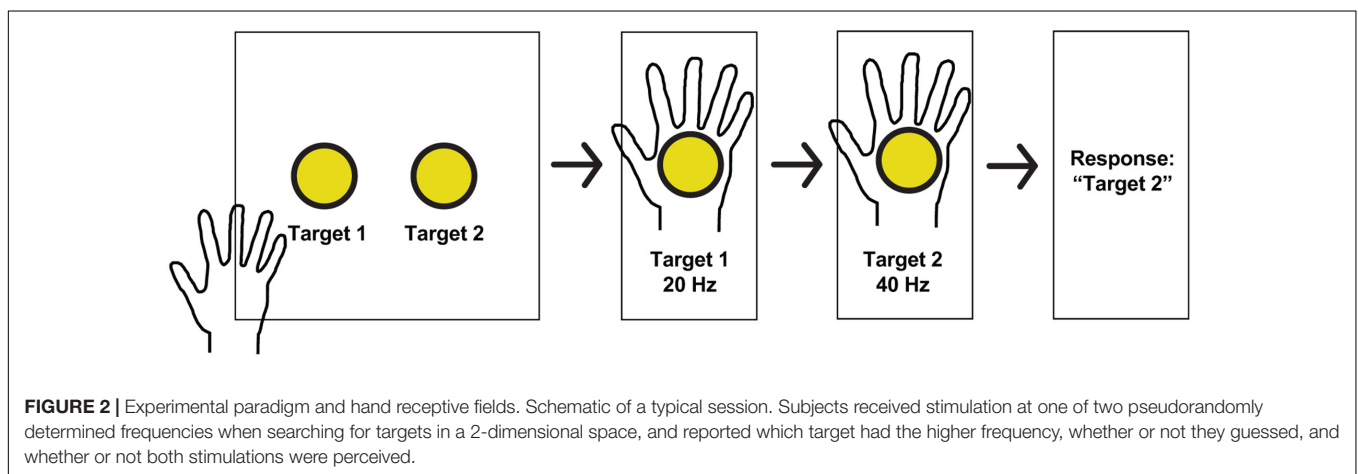 Target 1 Target 2
Target 1
20 Hz
Target 2
40 Hz
Response:
“Target 2”
FIGURE 2 | Experimental paradigm and hand receptive fields. Schematic of a typical session. Subjects received stimulation at one of two pseudorandomly
determined frequencies when searching for targets in a 2-dimensional space, and reported which target had the higher frequency, whether or not they guessed, and
whether or not both stimulations were perceived.